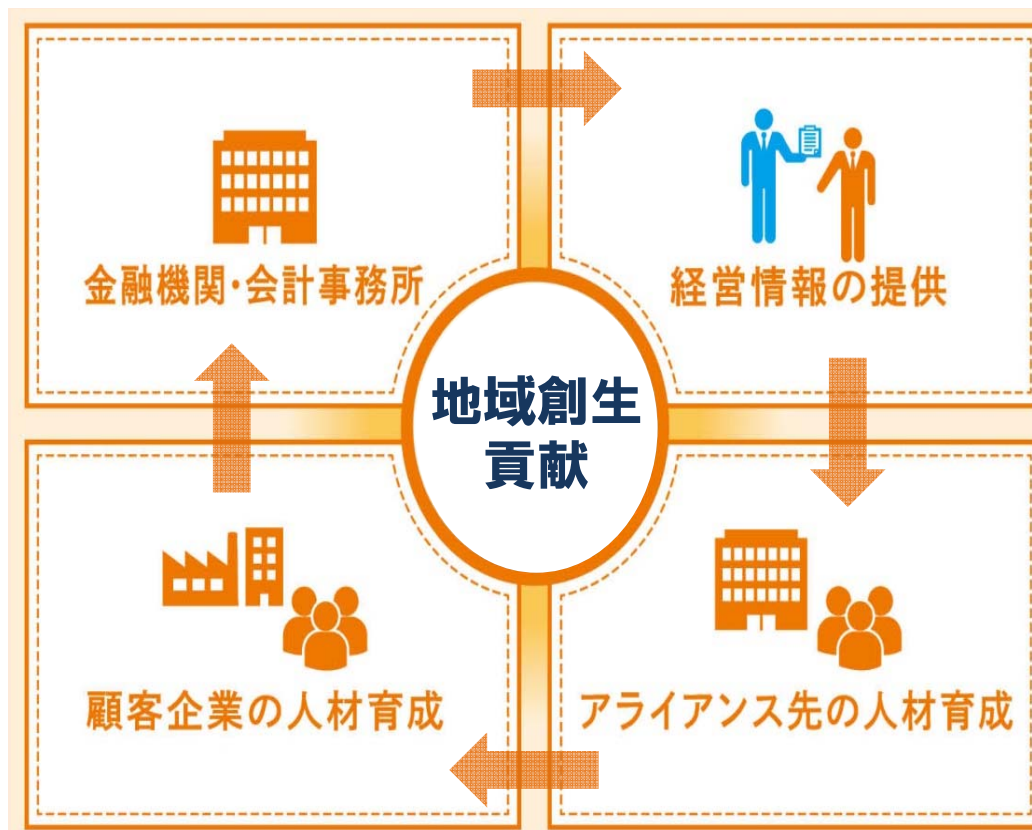 金融機関・会計事務所
経営情報の提供
地域創生
貢献
顧客企業の人材育成
アライアンス先の人材育成